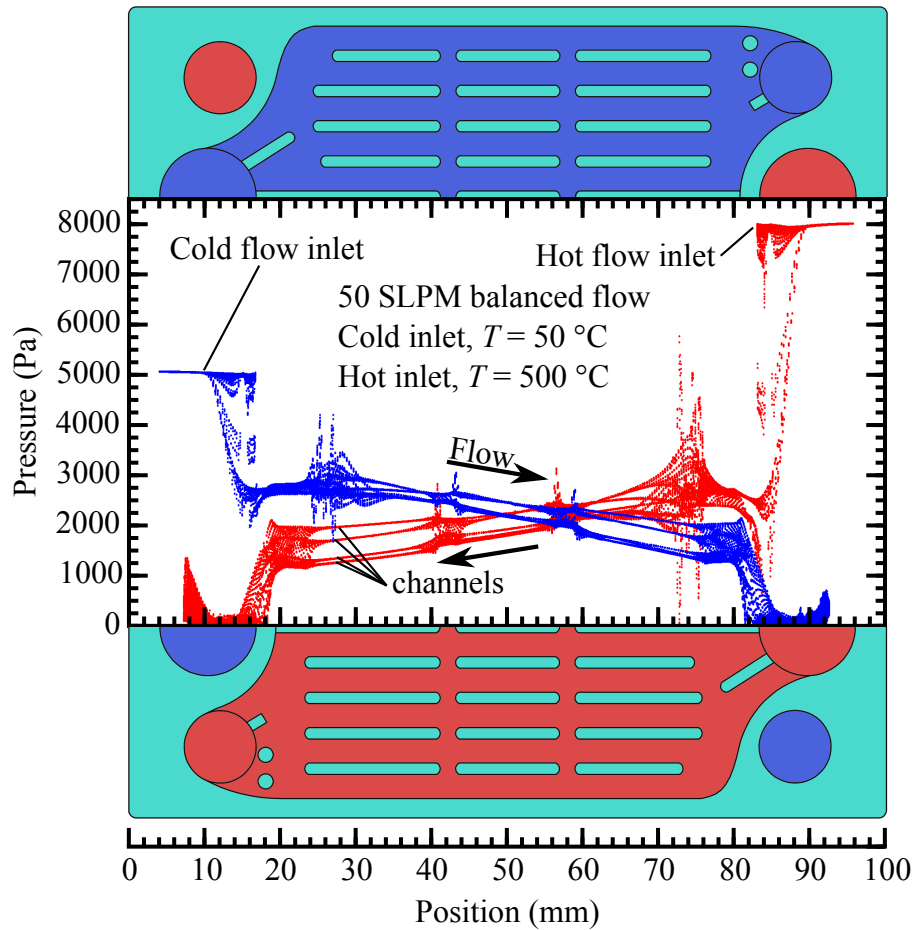 8000
7000
6000
5000
4000
3000
2000
1000
0
Pressure (Pa)
Cold flow inlet
Hot flow inlet
50 SLPM balanced flow
Cold inlet, T = 50 °C
Hot inlet, T = 500 °C
Flow
channels
0 10 20 30 40 50 60 70 80 90 100
Position (mm)